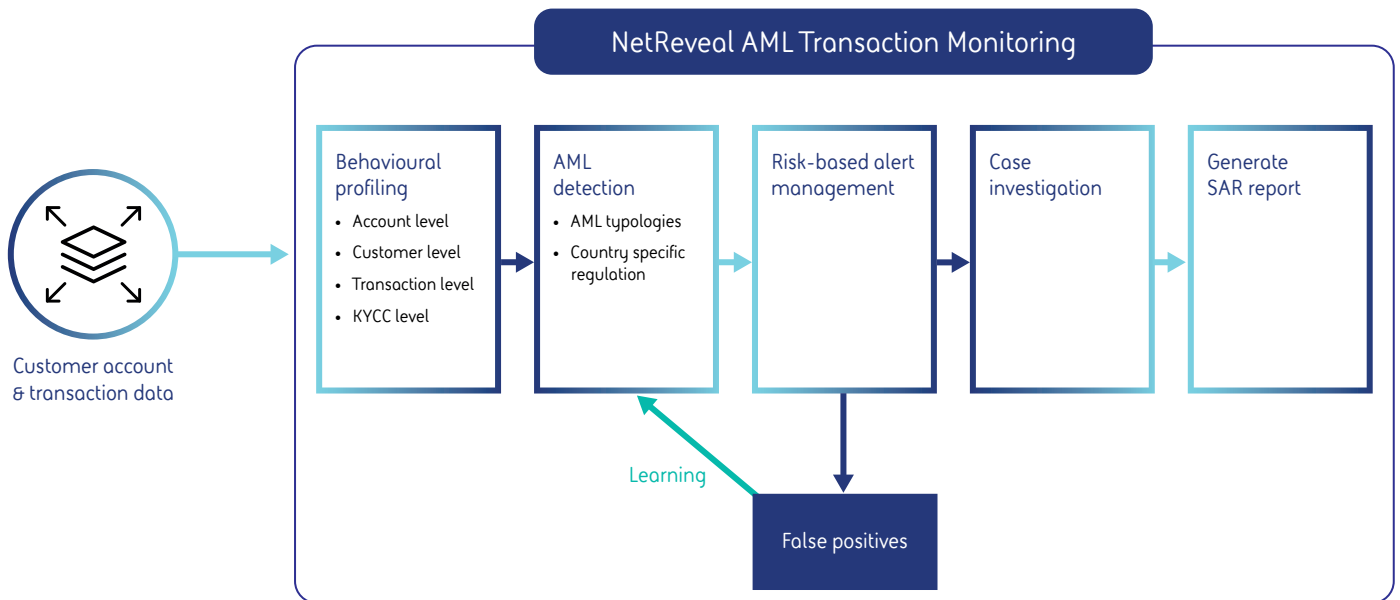 NetReveal AML Transaction Monitoring
Customer account
& transaction data
Behavioural
profiling
• Account level
• Customer level
• Transaction level
• KYCC level
AML
detection
• AML typologies
• Country specific
regulation
Risk-based alert
management
Case
investigation
Generate
SAR report
Learning
False positives